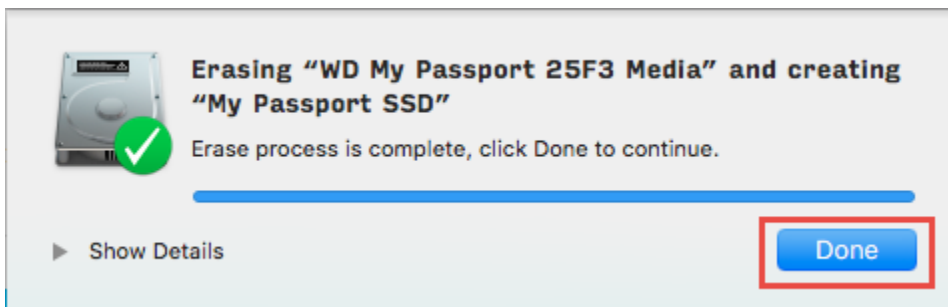 Erasing “WD My Passport 25F3 Media” and creating
“My Passport SSD”
Erase process is complete, click Done to continue.
Show Details
Done